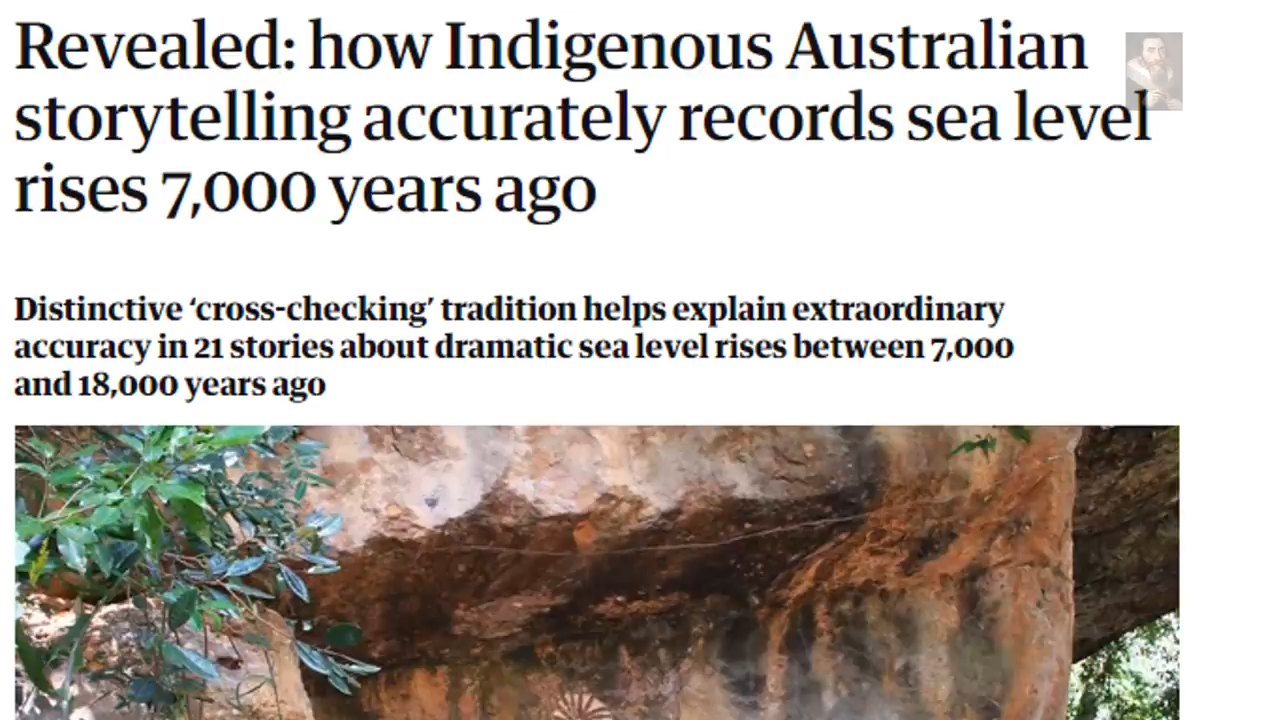 Revealed: how Indigenous Australian
storytelling accurately records sea level
rises 7,000 years ago
Distinctive ‘cross-checking’ tradition helps explain extraordinary
accuracy in 21 stories about dramatic sea level rises between 7,000
and 18,000 years ago